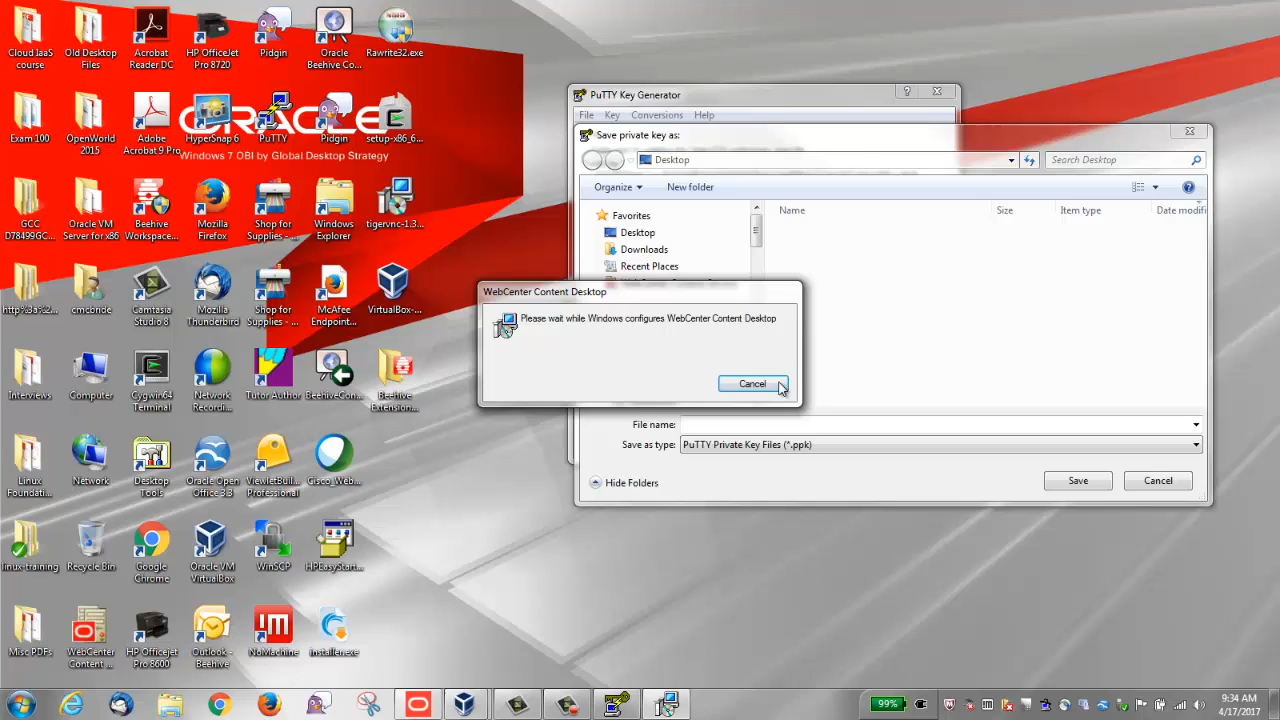 Cloud IaaS
course
Old Desktop
Files
Acrobat
Reader DC
HP OfficeJet
Pro 8720
Pidgin
Oracle
Beehive Co...
Rawrite32.exe
Exam 100
OpenWorld
2015
Adobe
Acrobat 9 Pro
HyperSnap 6
PuTTY
Pidgin
setup-x86_6...
ORACLE
Windows 7 OBI by Global Desktop Strategy
GCC
D78499GC...
Oracle VM
Server for x86
Beehive
Workspace...
Mozilla
Firefox
Shop for
Supplies - ...
Windows
Explorer
tigervnc-1.3...
cmcbride
Camtasia
Studio 8
Mozilla
Thunderbird
Shop for
Supplies - ...
McAfee
Endpoint...
VirtualBox-...
Interviews
Computer
Cygwin64
Terminal
Network
Recordi...
Tutor Author
BeehiveCon...
Beehive
Extension...
Linux
Foundati...
Network
Desktop
Tools
Oracle Open
Office 3.3
ViewletBuil...
Professional
Cisco_Web...
linux-training
Recycle Bin
Google
Chrome
Oracle VM
VirtualBox
WinSCP
HPEasyStart...
Misc PDFs
WebCenter
Content ...
HP Officejet
Pro 8600
Outlook -
Beehive
NoMachine
installer.exe
PuTTY Key Generator
File Key Conversions Help
Save private key as:
Desktop
Search Desktop
Organize
New folder
Favorites
Desktop
Downloads
Recent Places
Name
Size
Item type
Date modifi
WebCenter Content Desktop
Please wait while Windows configures WebCenter Content Desktop
Cancel
File name:
Save as type:
PuTTY Private Key Files (*.ppk)
Hide Folders
Save
Cancel
99%
9:34 AM
4/17/2017